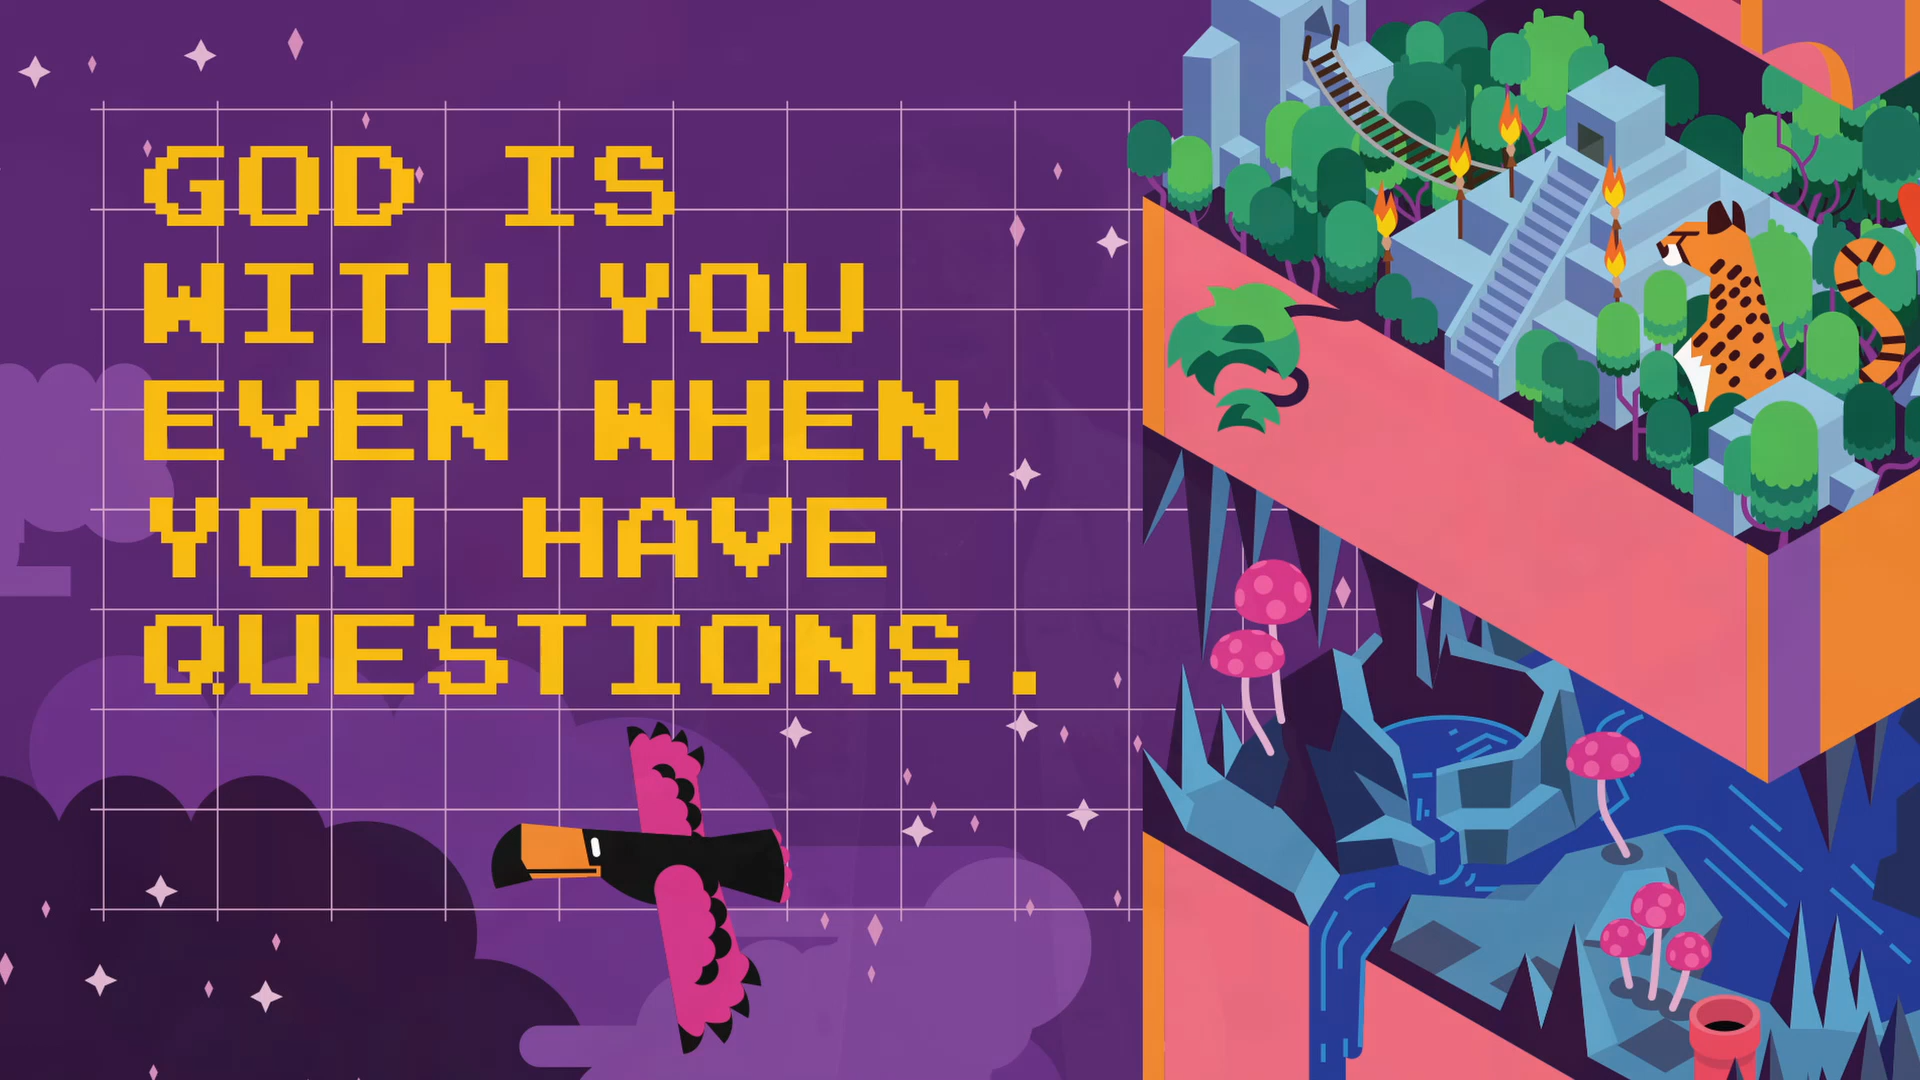 GOD IS
WITH YOU
EVEN WHEN
YOU HAVE
QUESTIONS.